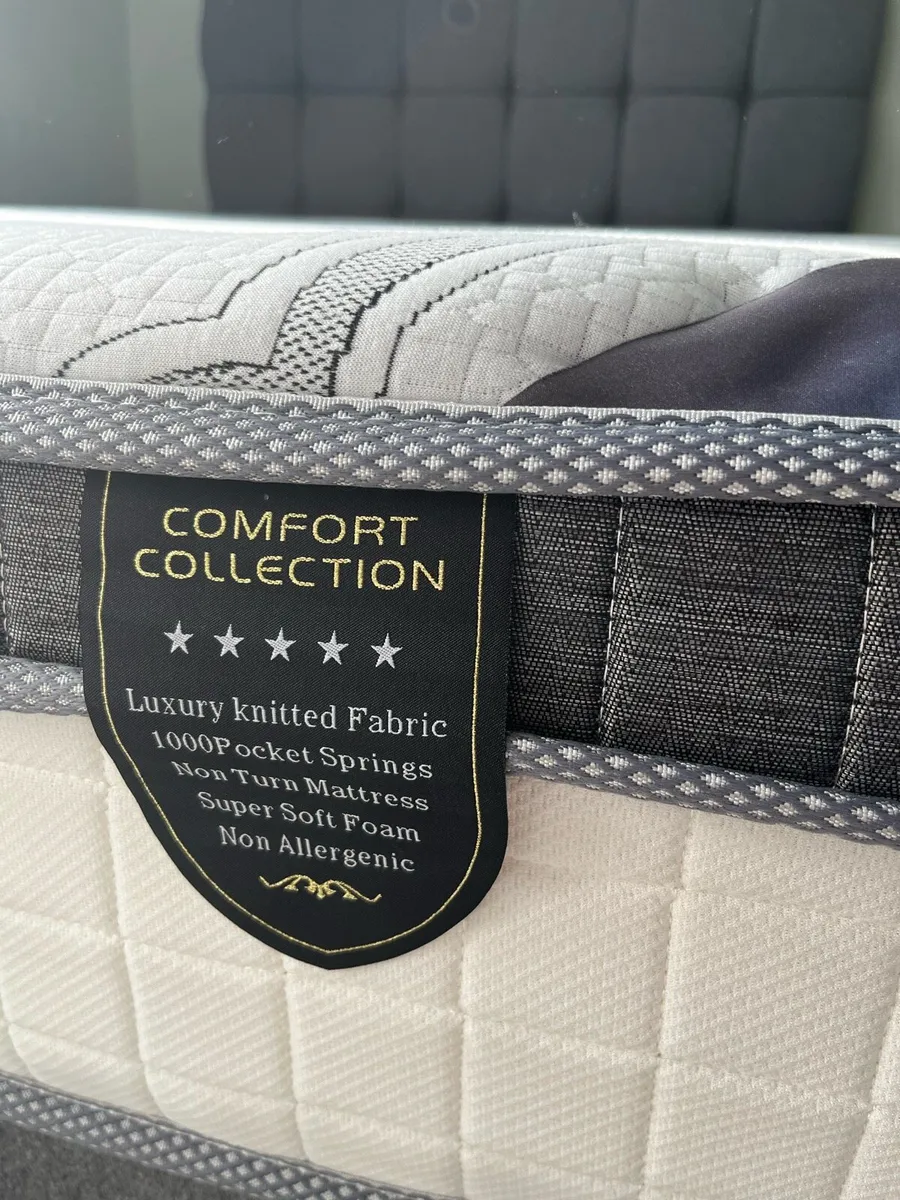 COMFORT
COLLECTION
Luxury knitted Fabric
1000Pocket Springs
Non Turn Mattress
Super Soft Foam
Non Allergenic